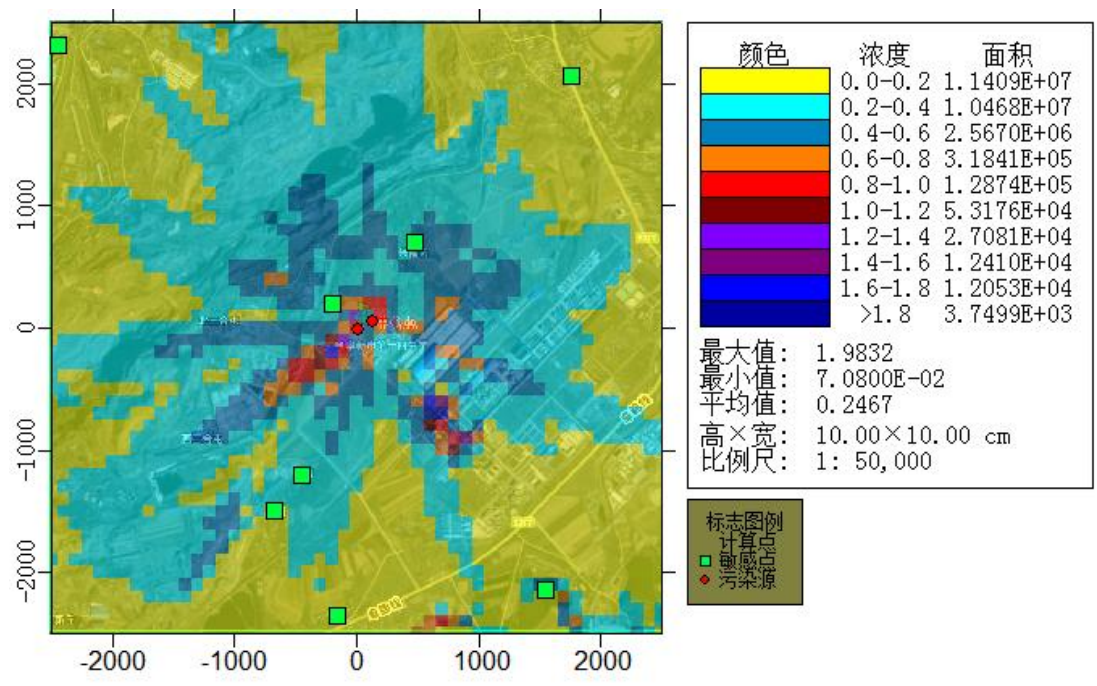 颜色 浓度 面积
0.0-0.2 1.1409E+07
0.2-0.4 1.0468E+07
0.4-0.6 2.5670E+06
0.6-0.8 3.1841E+05
0.8-1.0 1.2874E+05
1.0-1.2 5.3176E+04
1.2-1.4 2.7081E+04
1.4-1.6 1.2410E+04
1.6-1.8 1.2053E+04
>1.8 3.7499E+03
最大值: 1.9832
最小值: 7.0800E-02
平均值: 0.2467
高×宽: 10.00×10.00 cm
比例尺: 1: 50,000
标志图例
计算点
敏感点
污染源
2000
1000
0
-1000
-2000
-2000 -1000 0 1000 2000